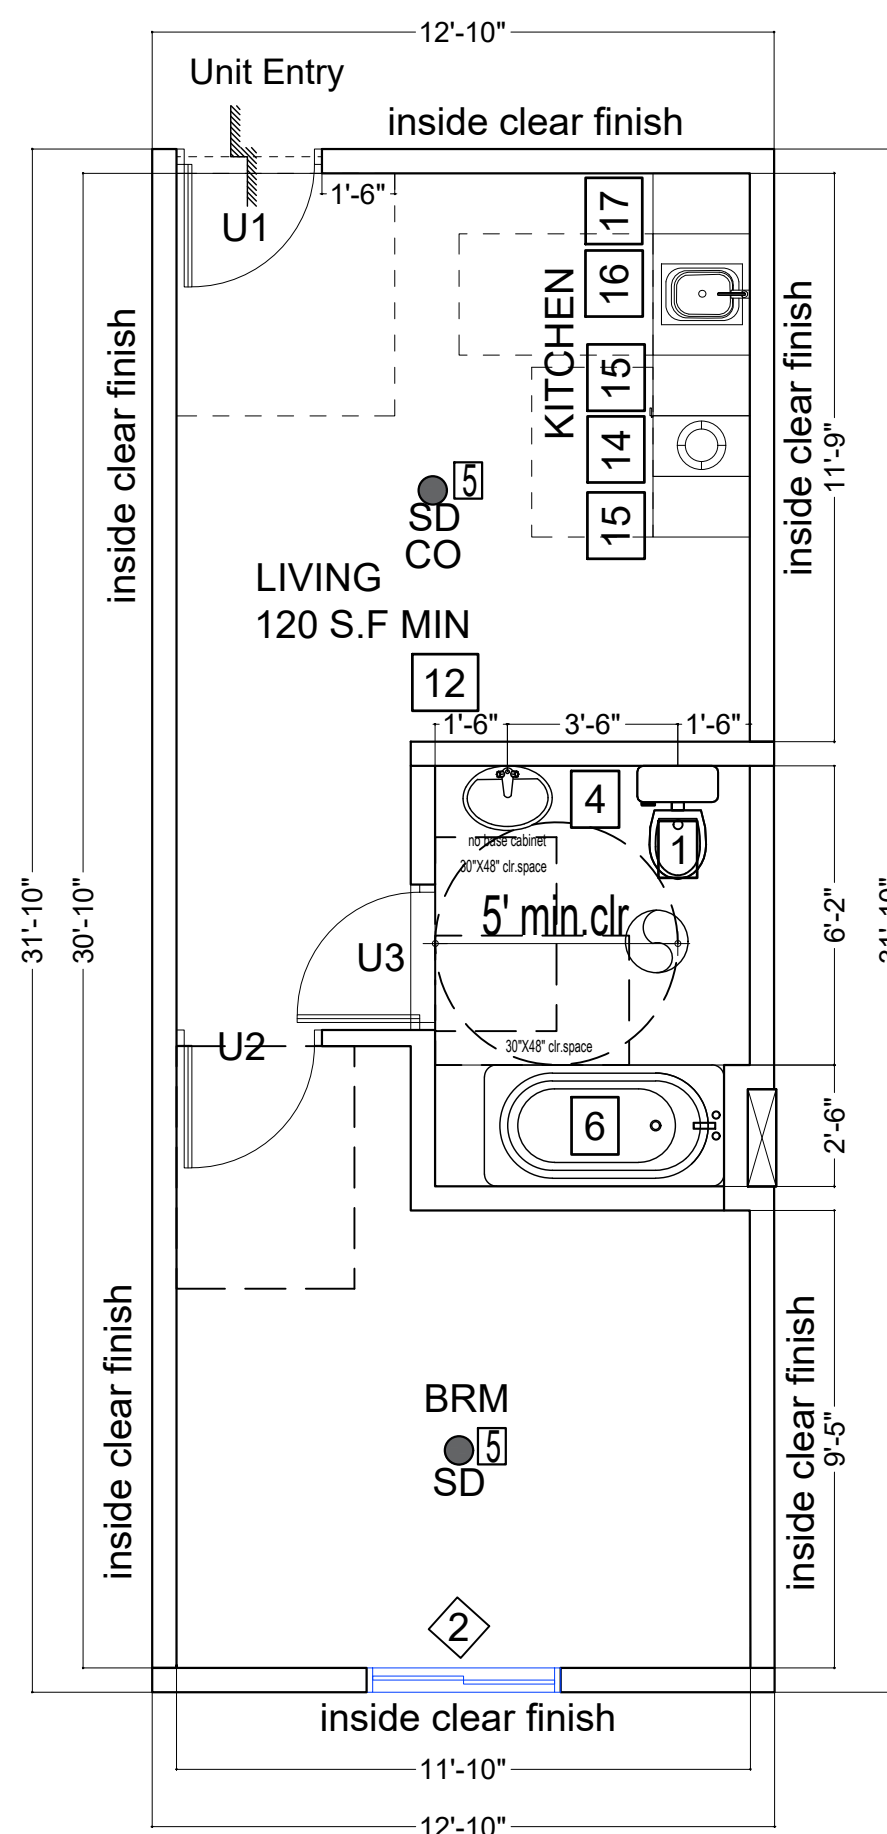 12'-10"
Unit Entry
inside clear finish
1'-6"
U1
17
16
KITCHEN
15
14
15
inside clear finish
inside clear finish
11'-9"
5
SD
CO
LIVING
120 S.F MIN
12
1'-6"
3'-6"
1'-6"
4
1
no base cabinet
30"X48" clr.space
5' min.clr
U3
31'-10"
30'-10"
6'-2"
U2
30"X48" clr.space
6
2'-6"
inside clear finish
inside clear finish
9'-5"
BRM
5
SD
2
inside clear finish
11'-10"
12'-10"